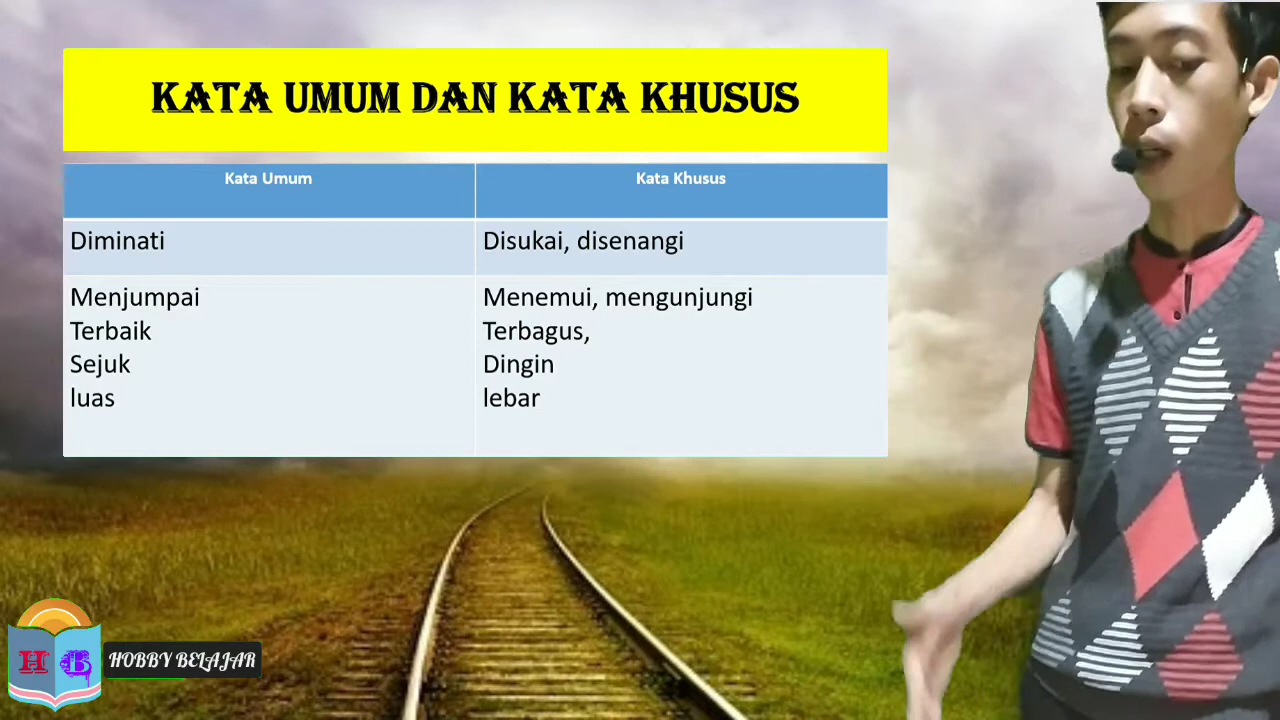 KATA UMUM DAN KATA KHUSUS
Kata Umum
Kata Khusus
Diminati
Disukai, disenangi
Menjumpai
Terbaik
Sejuk
luas
Menemui, mengunjungi
Terbagus,
Dingin
lebar
H B
HOBBY BELAJAR